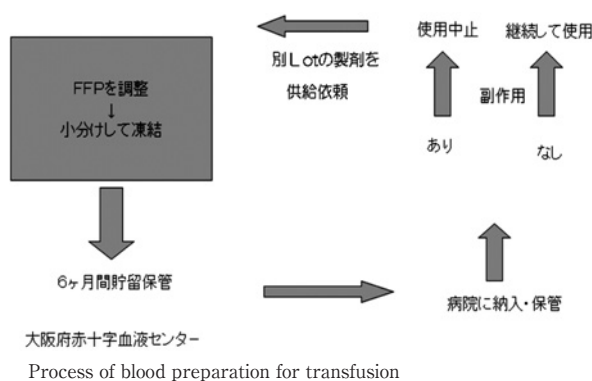 使用中止 継続して使用
別Lotの製剤を
供給依頼
FFPを調整
↓
小分けして凍結
副作用
あり
なし
6ヶ月間貯留保管
病院に納入・保管
大阪府赤十字血液センター
Process of blood preparation for transfusion